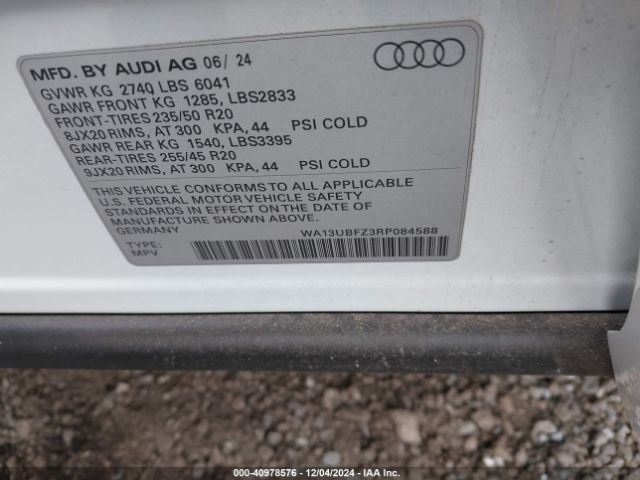 MFD. BY AUDI AG 06/ 24
GVWR KG 2740 LBS 6041
GAWR FRONT KG 1285, LBS2833
FRONT-TIRES 235/50 R20
8JX20 RIMS, AT 300 KPA, 44 PSI COLD
GAWR REAR KG 1540, LBS3395
REAR-TIRES 255/45 R20
9JX20 RIMS, AT 300 KPA, 44 PSI COLD
THIS VEHICLE CONFORMS TO ALL APPLICABLE
U.S. FEDERAL MOTOR VEHICLE SAFETY
STANDARDS IN EFFECT ON THE DATE OF
MANUFACTURE SHOWN ABOVE.
GERMANY
WA13UBFZ3RP084588
TYPE:
MPV
000-40978576 - 12/04/2024 - IAA Inc.